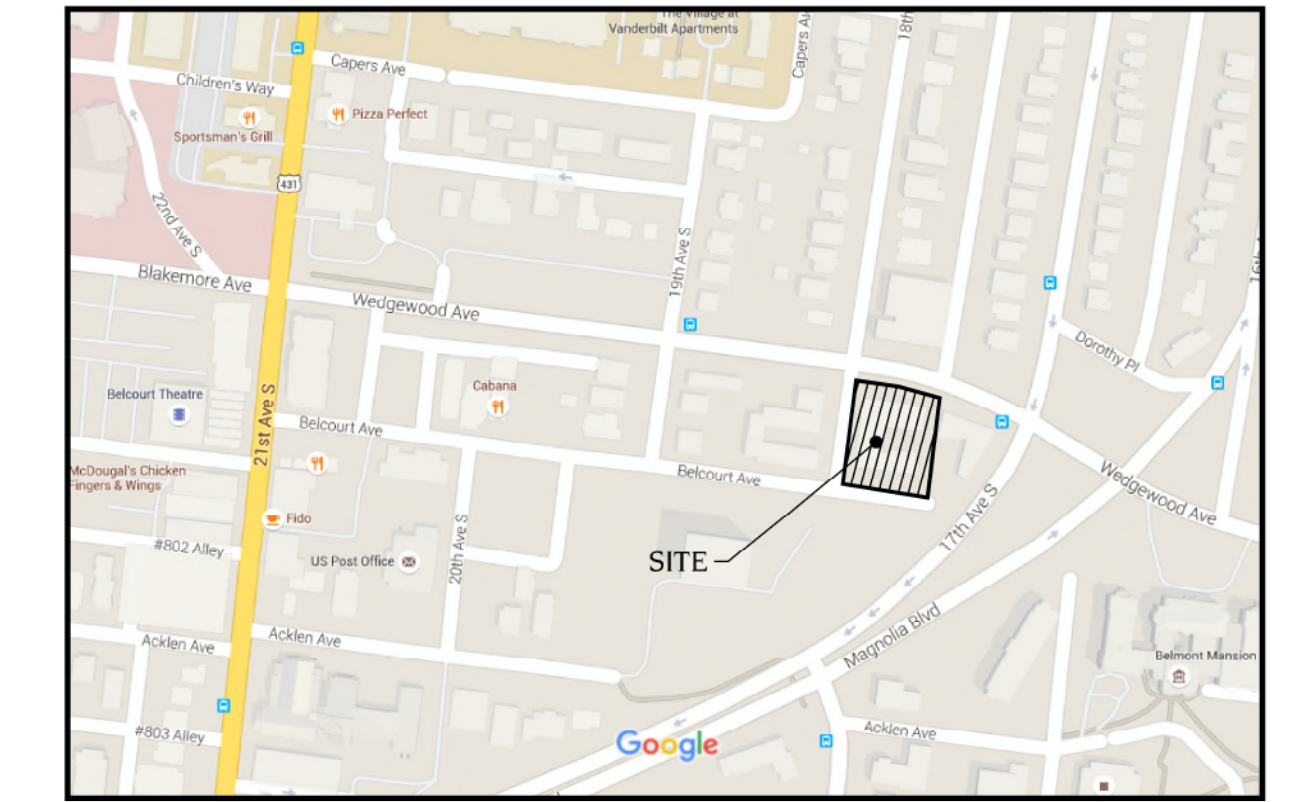 The Village at
Vanderbilt Apartments
18th
Capers Av
Capers Ave
Children's Way
Pizza Perfect
Sportsman's Grill
431
22nd Ave S
19th Ave S
16th
Blakemore Ave
Wedgewood Ave
Dorothy Pl
Cabana
Belcourt Theatre
21st Ave S
Belcourt Ave
McDougal's Chicken
Fingers & Wings
Belcourt Ave
Wedgewood Ave
17th Ave S
Fido
#802 Alley
US Post Office
20th Ave S
SITE
Magnolia Blvd
Acklen Ave
Acklen Ave
Belmont Mansion
Acklen Ave
#803 Alley
Google